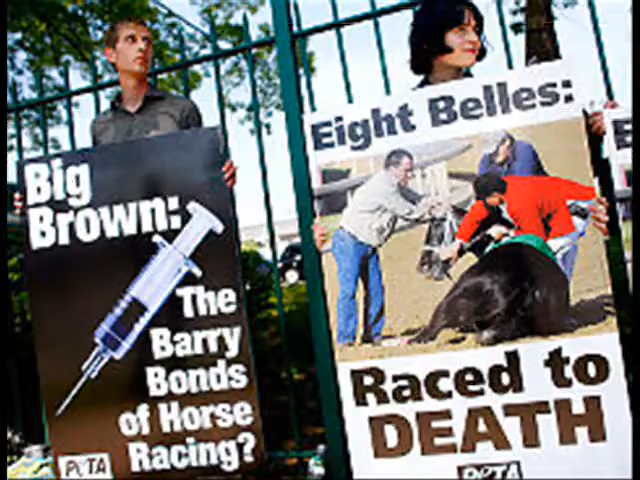 Big
Brown:
The
Barry
Bonds
of Horse
Racing?
PETA
Eight Belles:
Raced to
DEATH
PETA
E